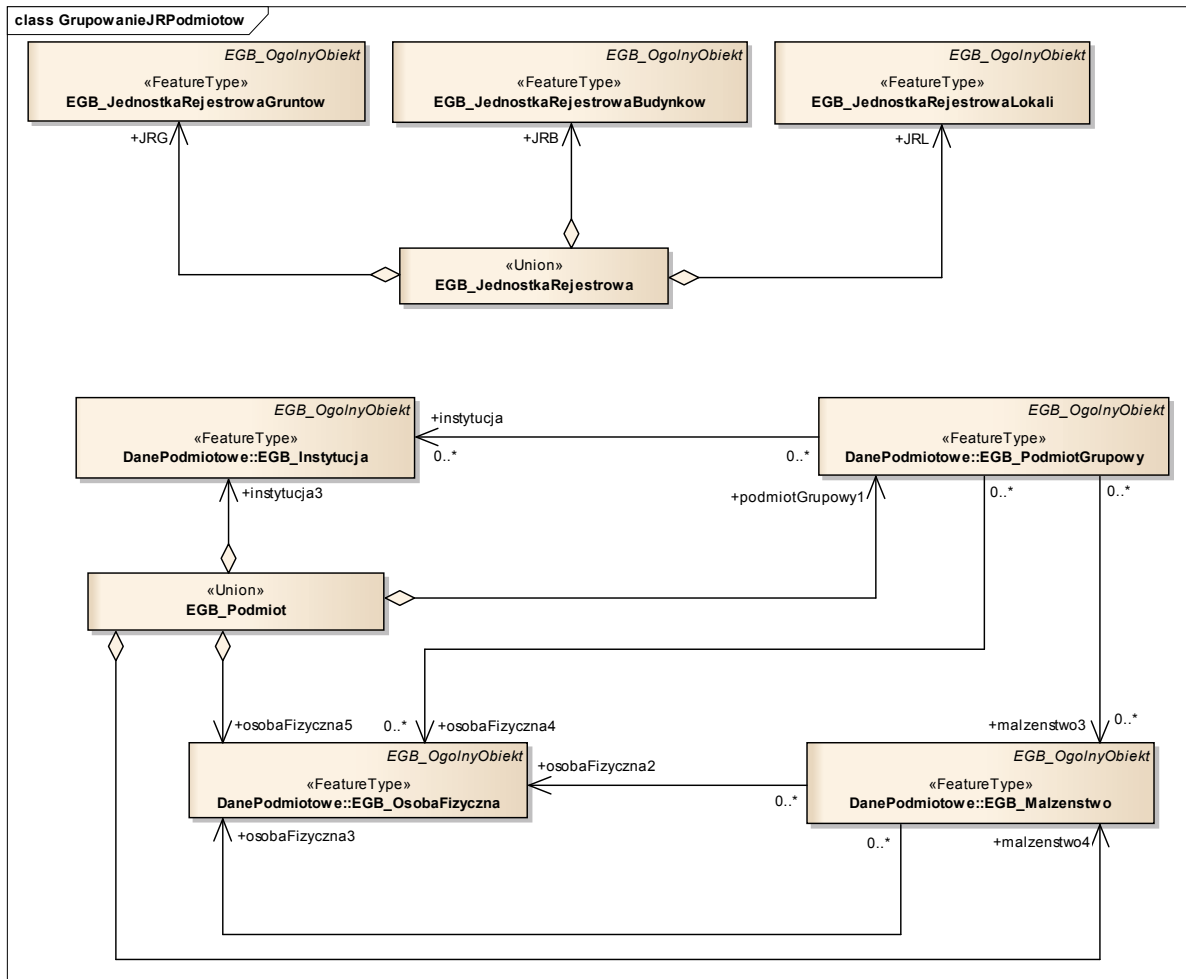 class GrupowanieJRPodmiotow
EGB_OgolnyObiekt
«FeatureType»
EGB_JednostkaRejestrowaGruntow
EGB_OgolnyObiekt
«FeatureType»
EGB_JednostkaRejestrowaBudynkow
EGB_OgolnyObiekt
«FeatureType»
EGB_JednostkaRejestrowaLokali
+JRG
+JRB
+JRL
«Union»
EGB_JednostkaRejestrowa
EGB_OgolnyObiekt
«FeatureType»
DanePodmiotowe::EGB_Instytucja
+instytucja
0..*
0..*
EGB_OgolnyObiekt
«FeatureType»
DanePodmiotowe::EGB_PodmiotGrupowy
+instytucja3
+podmiotGrupowy1
0..*
0..*
«Union»
EGB_Podmiot
+osobaFizyczna5
0..*
+osobaFizyczna4
+malzenstwo3
0..*
EGB_OgolnyObiekt
«FeatureType»
DanePodmiotowe::EGB_OsobaFizyczna
+osobaFizyczna2
0..*
EGB_OgolnyObiekt
«FeatureType»
DanePodmiotowe::EGB_Malzenstwo
+osobaFizyczna3
0..*
+malzenstwo4